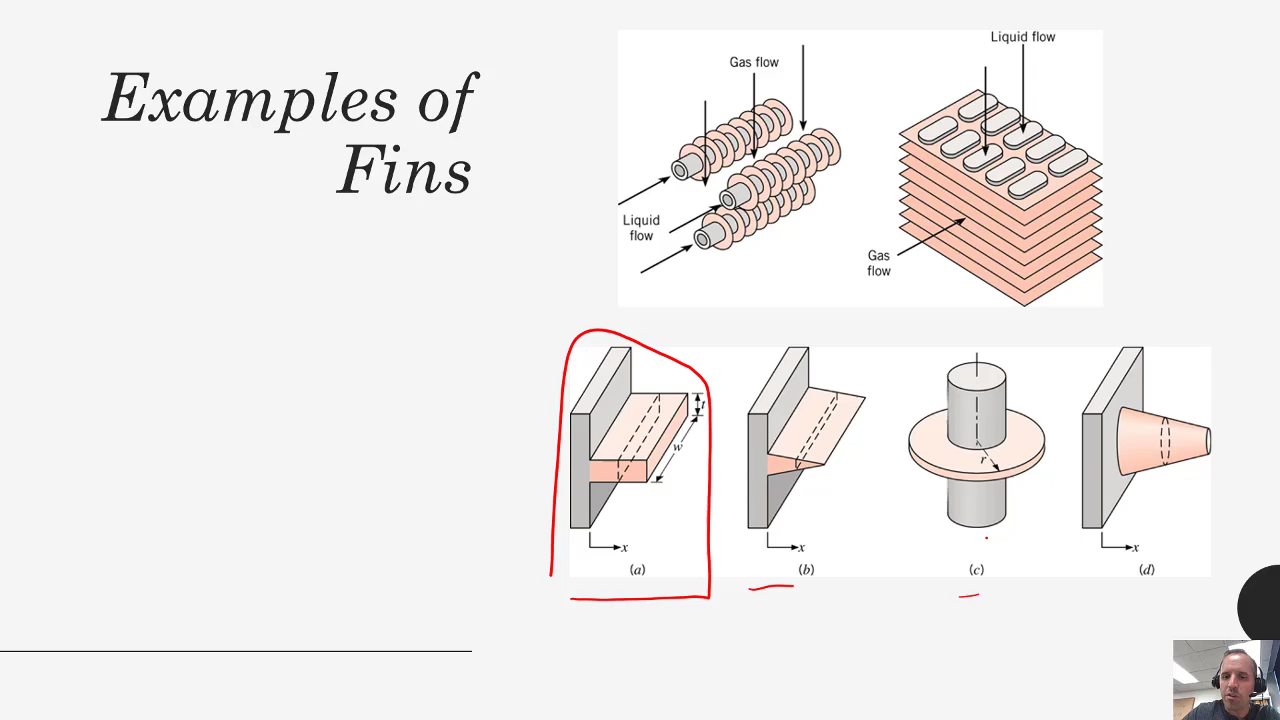 Examples of
Fins
Gas flow
Liquid
flow
Liquid flow
Gas
flow
t
w
x
(a)
x
(b)
r
(c)
x
(d)